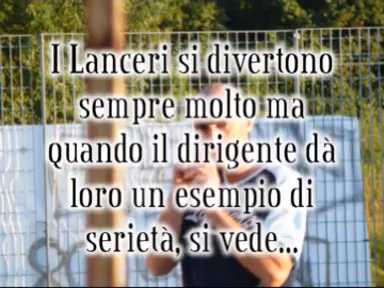 I Lanceri si divertono
sempre molto ma
quando il dirigente dà
loro un esempio di
serietà, si vede...